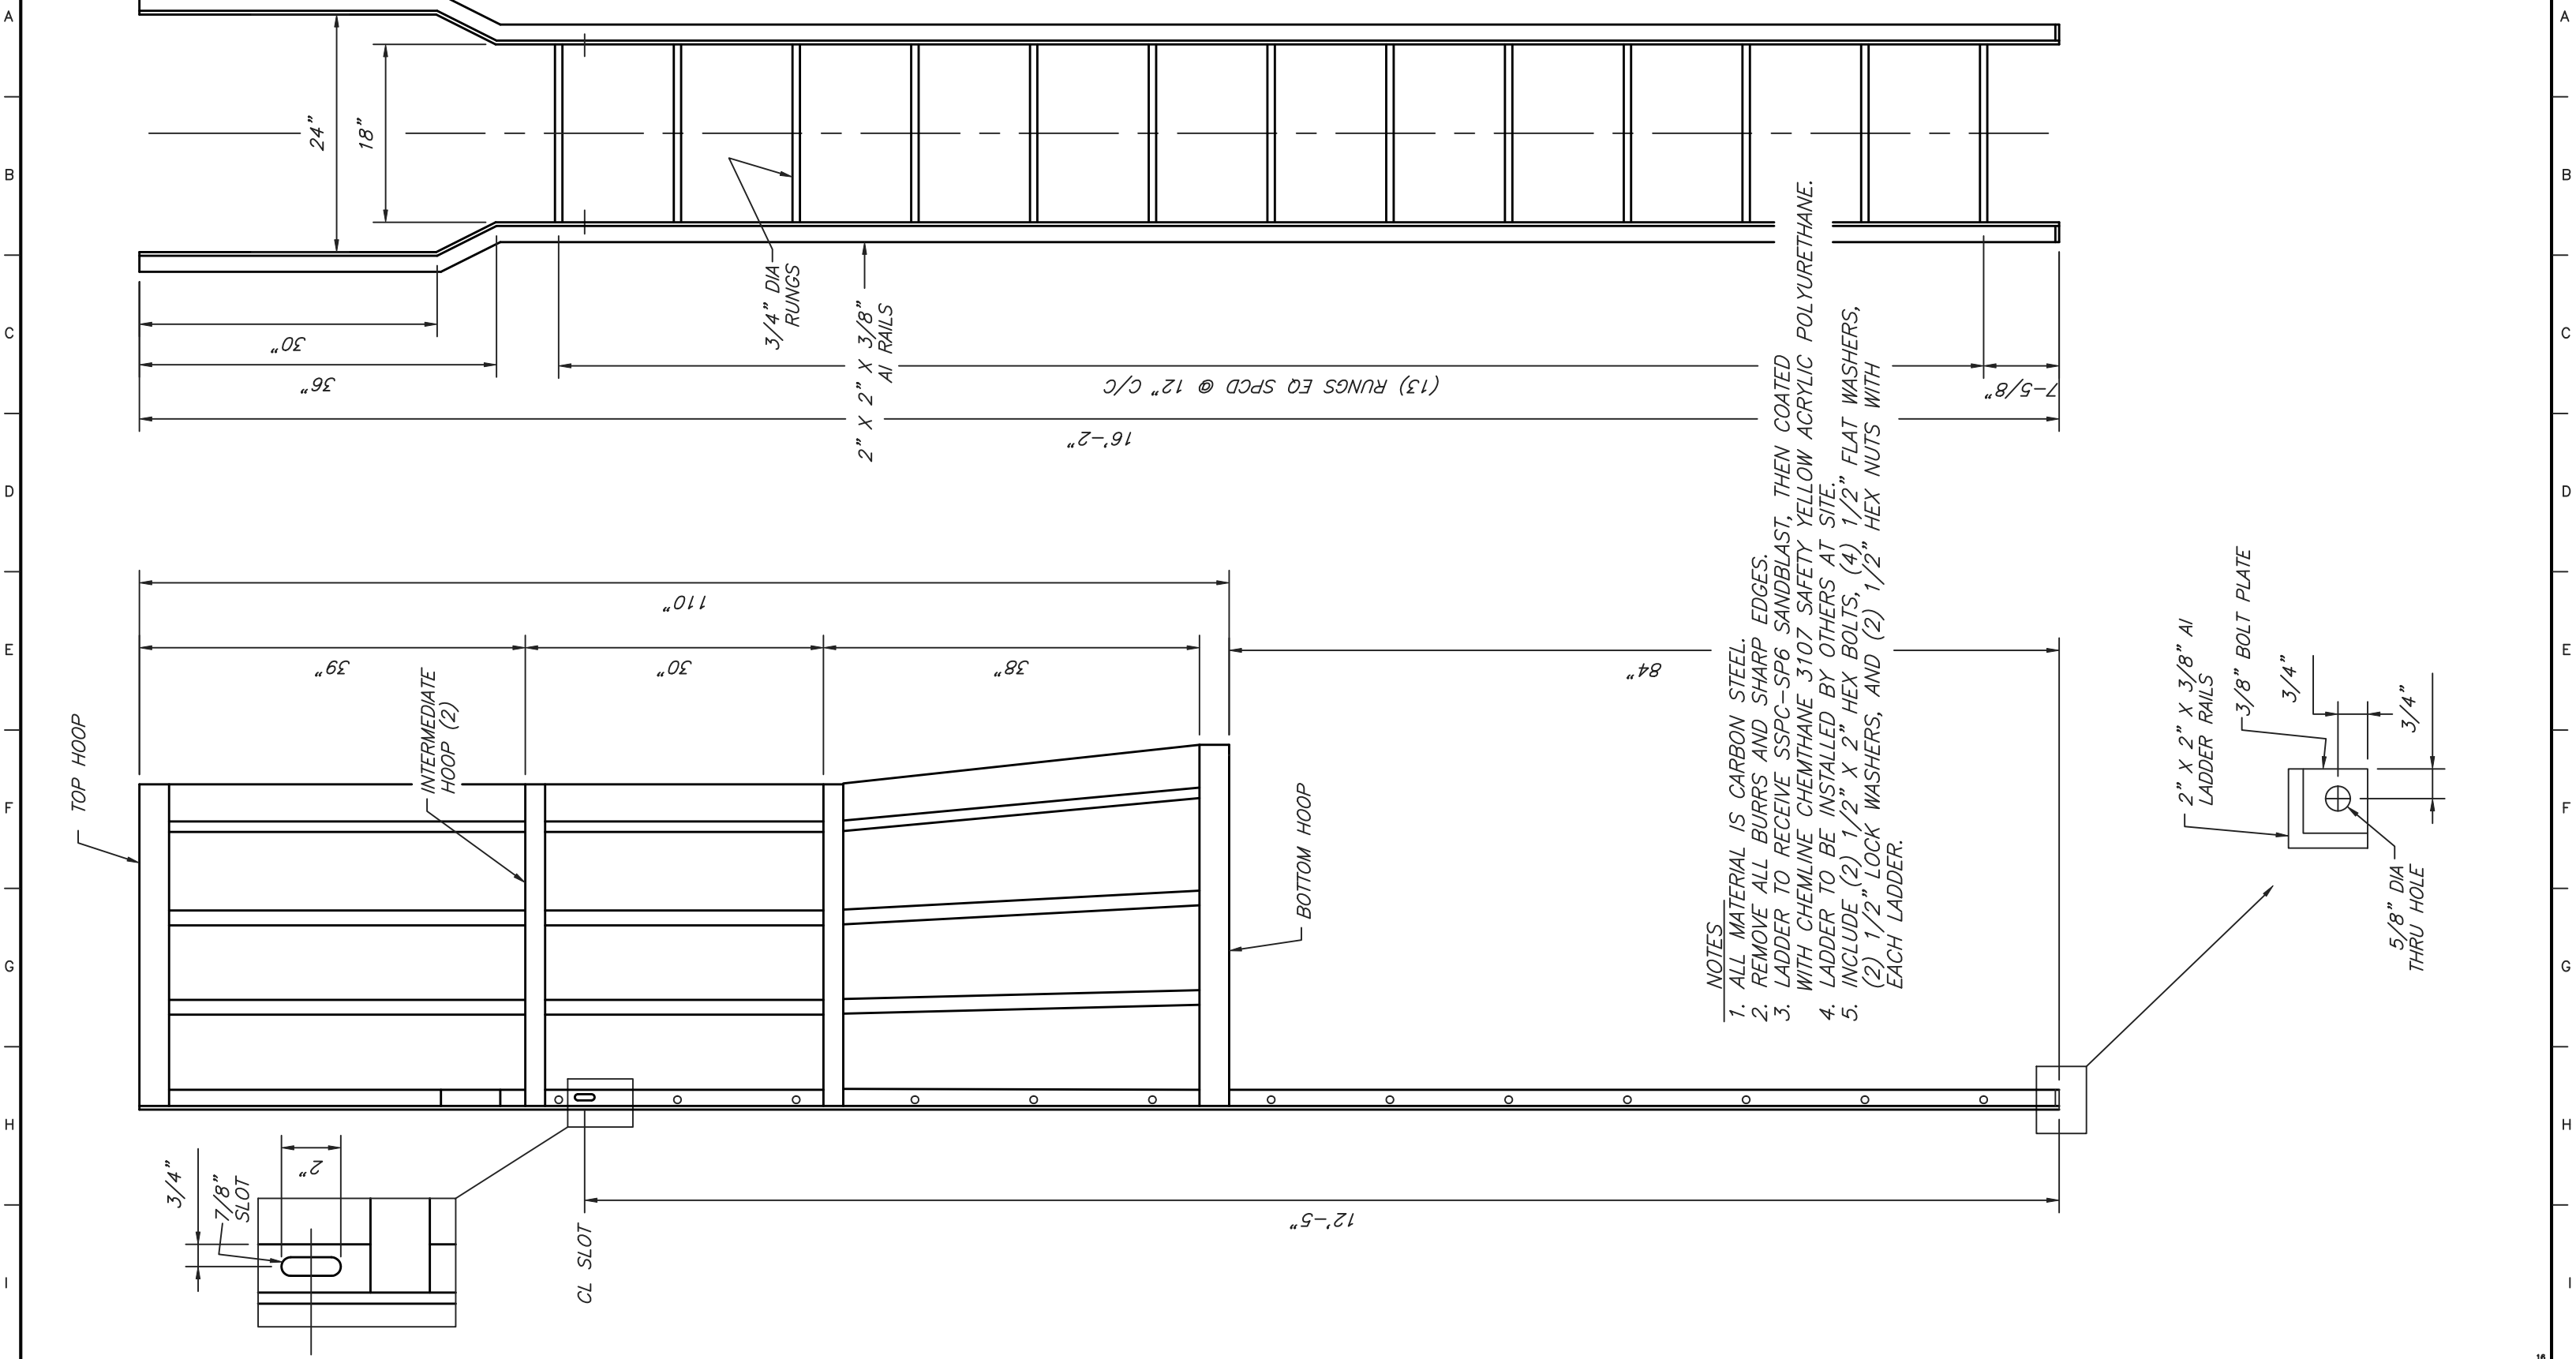 A
B
C
D
E
F
G
H
I
A
B
C
D
E
F
G
H
I
24"
18"
3/4" DIA
RUNGS
2" X 2" X 3/8"
AI RAILS
30"
36"
(13) RUNGS EQ SPCD @ 12" C/C
7-5/8"
16'-2"
110"
39"
30"
38"
84"
TOP HOOP
INTERMEDIATE
HOOP (2)
BOTTOM HOOP
NOTES
1. ALL MATERIAL IS CARBON STEEL.
2. REMOVE ALL BURRS AND SHARP EDGES.
3. LADDER TO RECEIVE SSPC-SP6 SANDBLAST, THEN COATED
WITH CHEMLINE CHEMTHANE 3107 SAFETY YELLOW ACRYLIC POLYURETHANE.
4. LADDER TO BE INSTALLED BY OTHERS AT SITE.
5. INCLUDE (2) 1/2" X 2" HEX BOLTS, (4) 1/2" FLAT WASHERS,
(2) 1/2" LOCK WASHERS, AND (2) 1/2" HEX NUTS WITH
EACH LADDER.
2" X 2" X 3/8" AI
LADDER RAILS
3/8" BOLT PLATE
3/4"
3/4"
5/8" DIA
THRU HOLE
3/4"
7/8"
SLOT
2"
CL SLOT
12'-5"
16